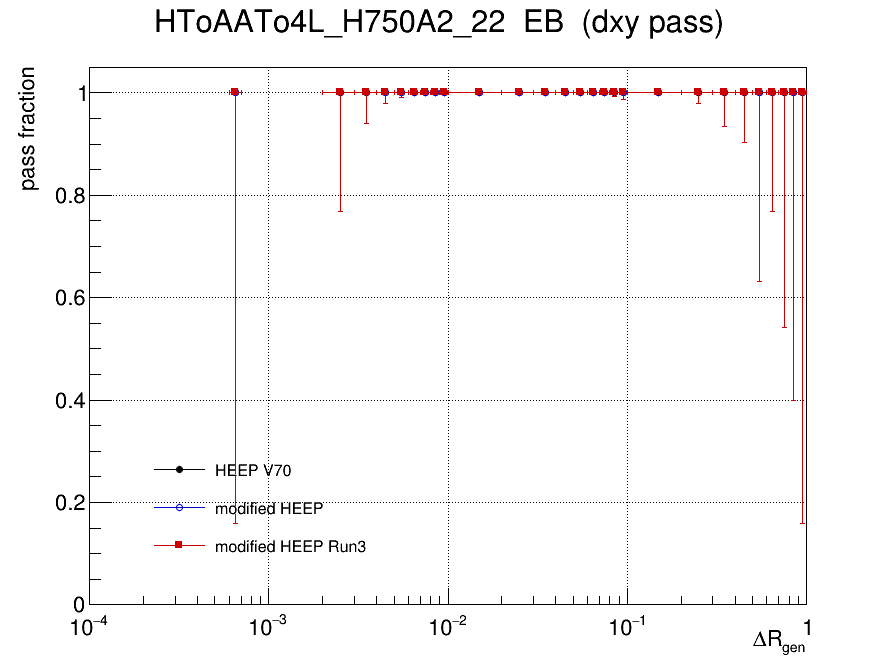 HToAATo4L_H750A2_22 EB (dxy pass)
pass fraction
1
0.8
0.6
0.4
0.2
0
HEEP V70
modified HEEP
modified HEEP Run3
10⁻⁴ 10⁻³ 10⁻² 10⁻¹ 1
ΔR_gen